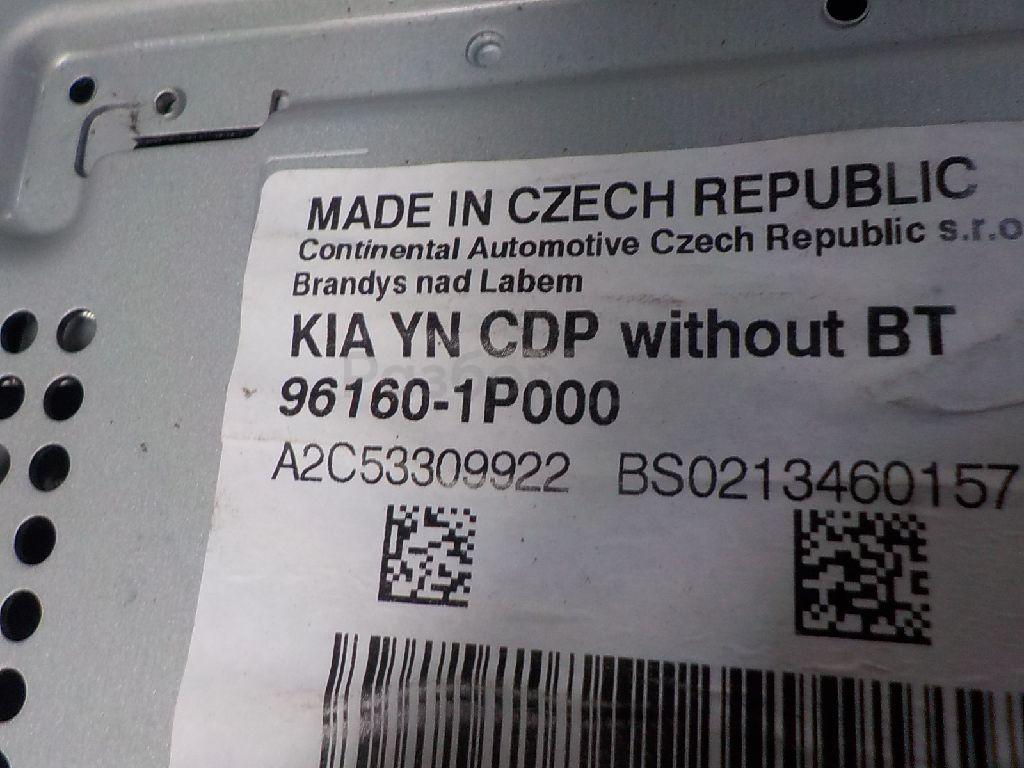 MADE IN CZECH REPUBLIC
Continental Automotive Czech Republic s.r.o
Brandys nad Labem
KIA YN CDP without BT
96160-1P000
A2C53309922 BS0213460157